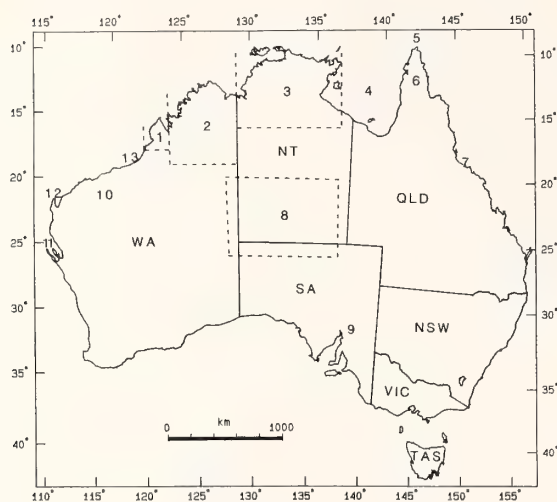 115° 120° 125° 130° 135° 140° 145° 150°
5
10° 10°
3 4 6
15° 1 2 15°
13 7
NT
20° 12 10 20°
QLD
8
11 WA
25° 25°
SA
30° 9 NSW 30°
35° VIC 35°
km
0 1000
40° TAS 40°
110° 115° 120° 125° 130° 135° 140° 145° 150° 155°